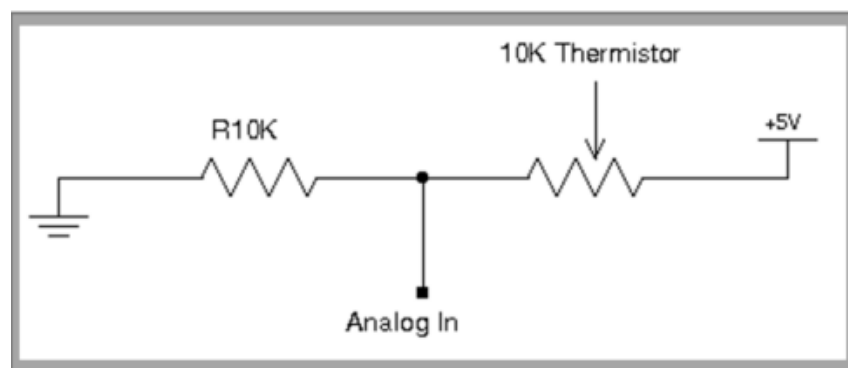 10K Thermistor
R10K
+5V
Analog In